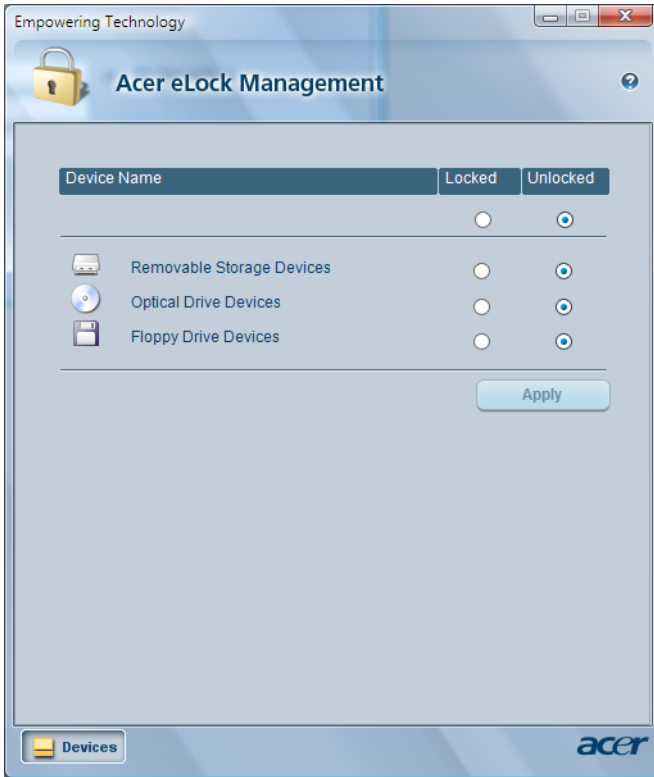 Empowering Technology
Acer eLock Management
Device Name Locked Unlocked
Removable Storage Devices
Optical Drive Devices
Floppy Drive Devices
Apply
Devices
acer